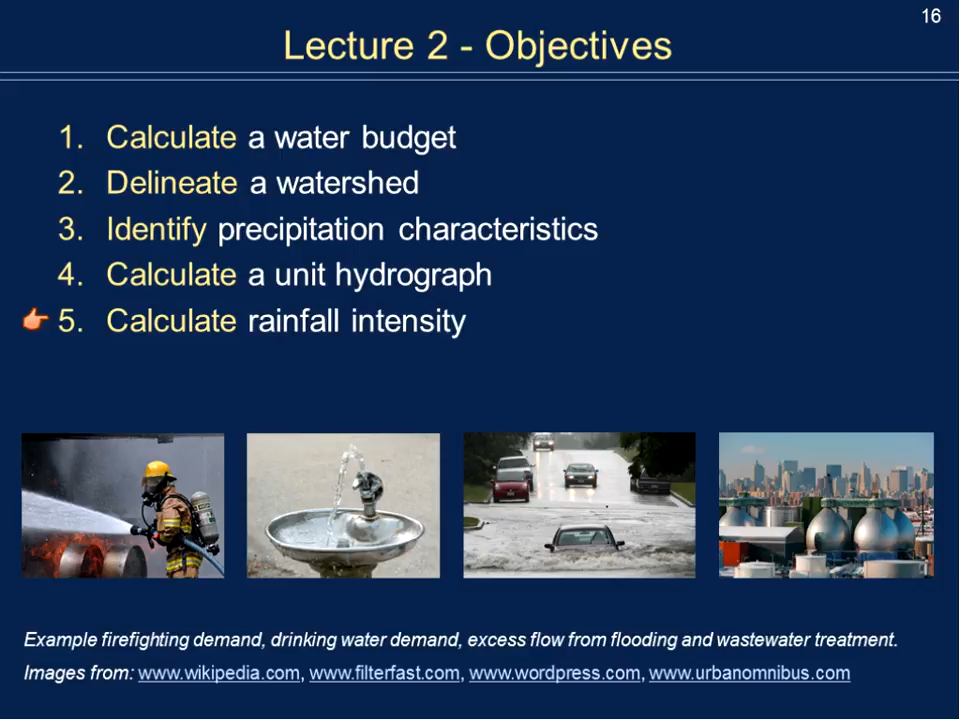 16
Lecture 2 - Objectives
1. Calculate a water budget
2. Delineate a watershed
3. Identify precipitation characteristics
4. Calculate a unit hydrograph
5. Calculate rainfall intensity
Example firefighting demand, drinking water demand, excess flow from flooding and wastewater treatment.
Images from: www.wikipedia.com, www.filterfast.com, www.wordpress.com, www.urbanomnibus.com